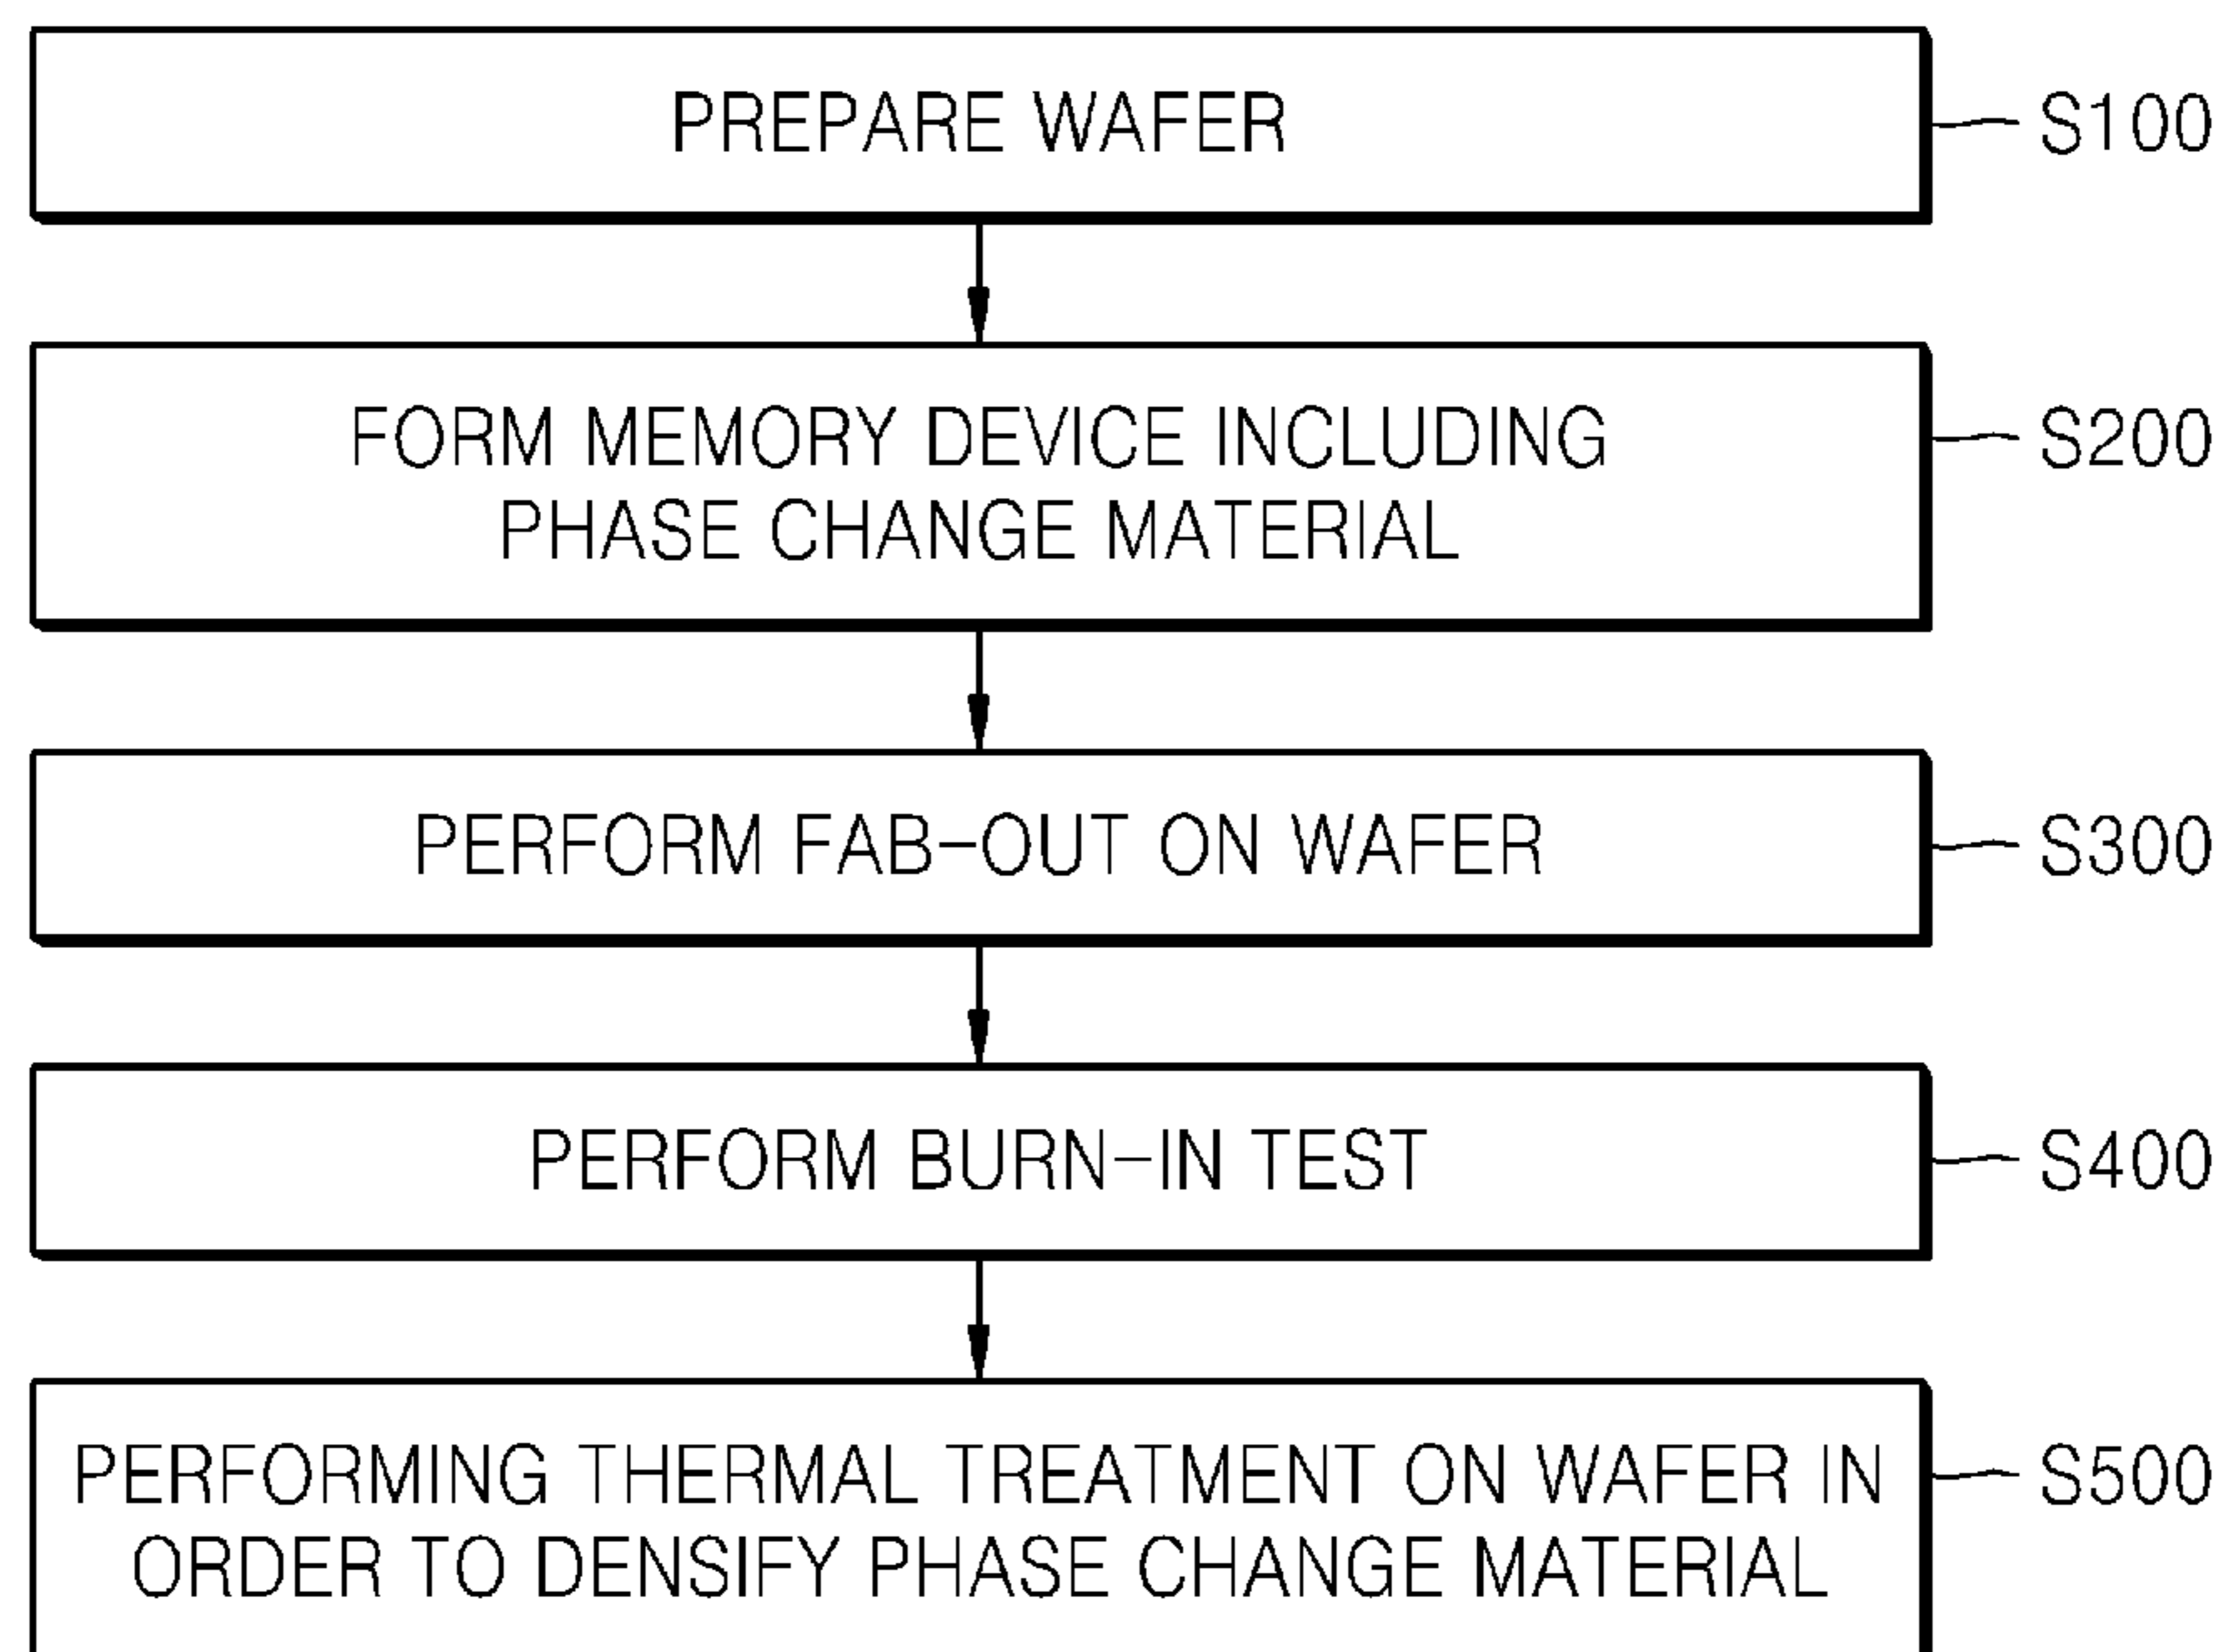 PREPARE WAFER
S100
FORM MEMORY DEVICE INCLUDING
PHASE CHANGE MATERIAL
S200
PERFORM FAB-OUT ON WAFER
S300
PERFORM BURN-IN TEST
S400
PERFORMING THERMAL TREATMENT ON WAFER IN
ORDER TO DENSIFY PHASE CHANGE MATERIAL
S500